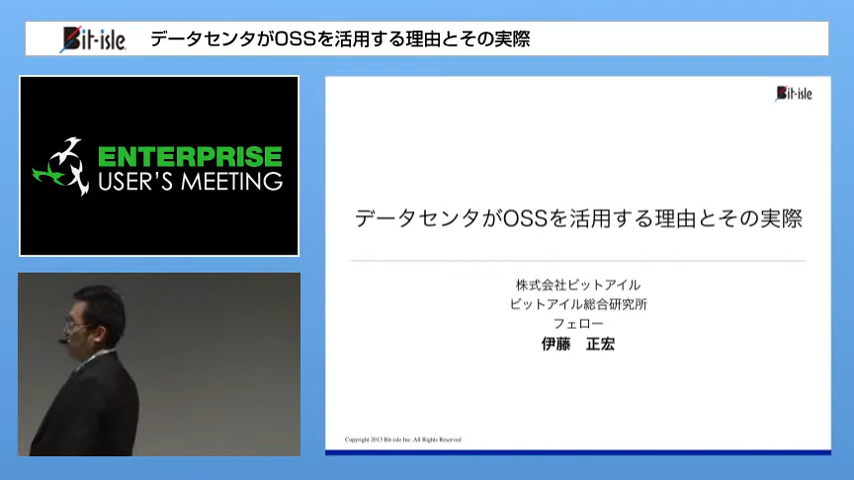 Bit-isle データセンタがOSSを活用する理由とその実際
ENTERPRISE
USER'S MEETING
Bit-isle
データセンタがOSSを活用する理由とその実際
株式会社ビットアイル
ビットアイル総合研究所
フェロー
伊藤 正宏
Copyright 2013 Bit-isle Inc. All Rights Reserved